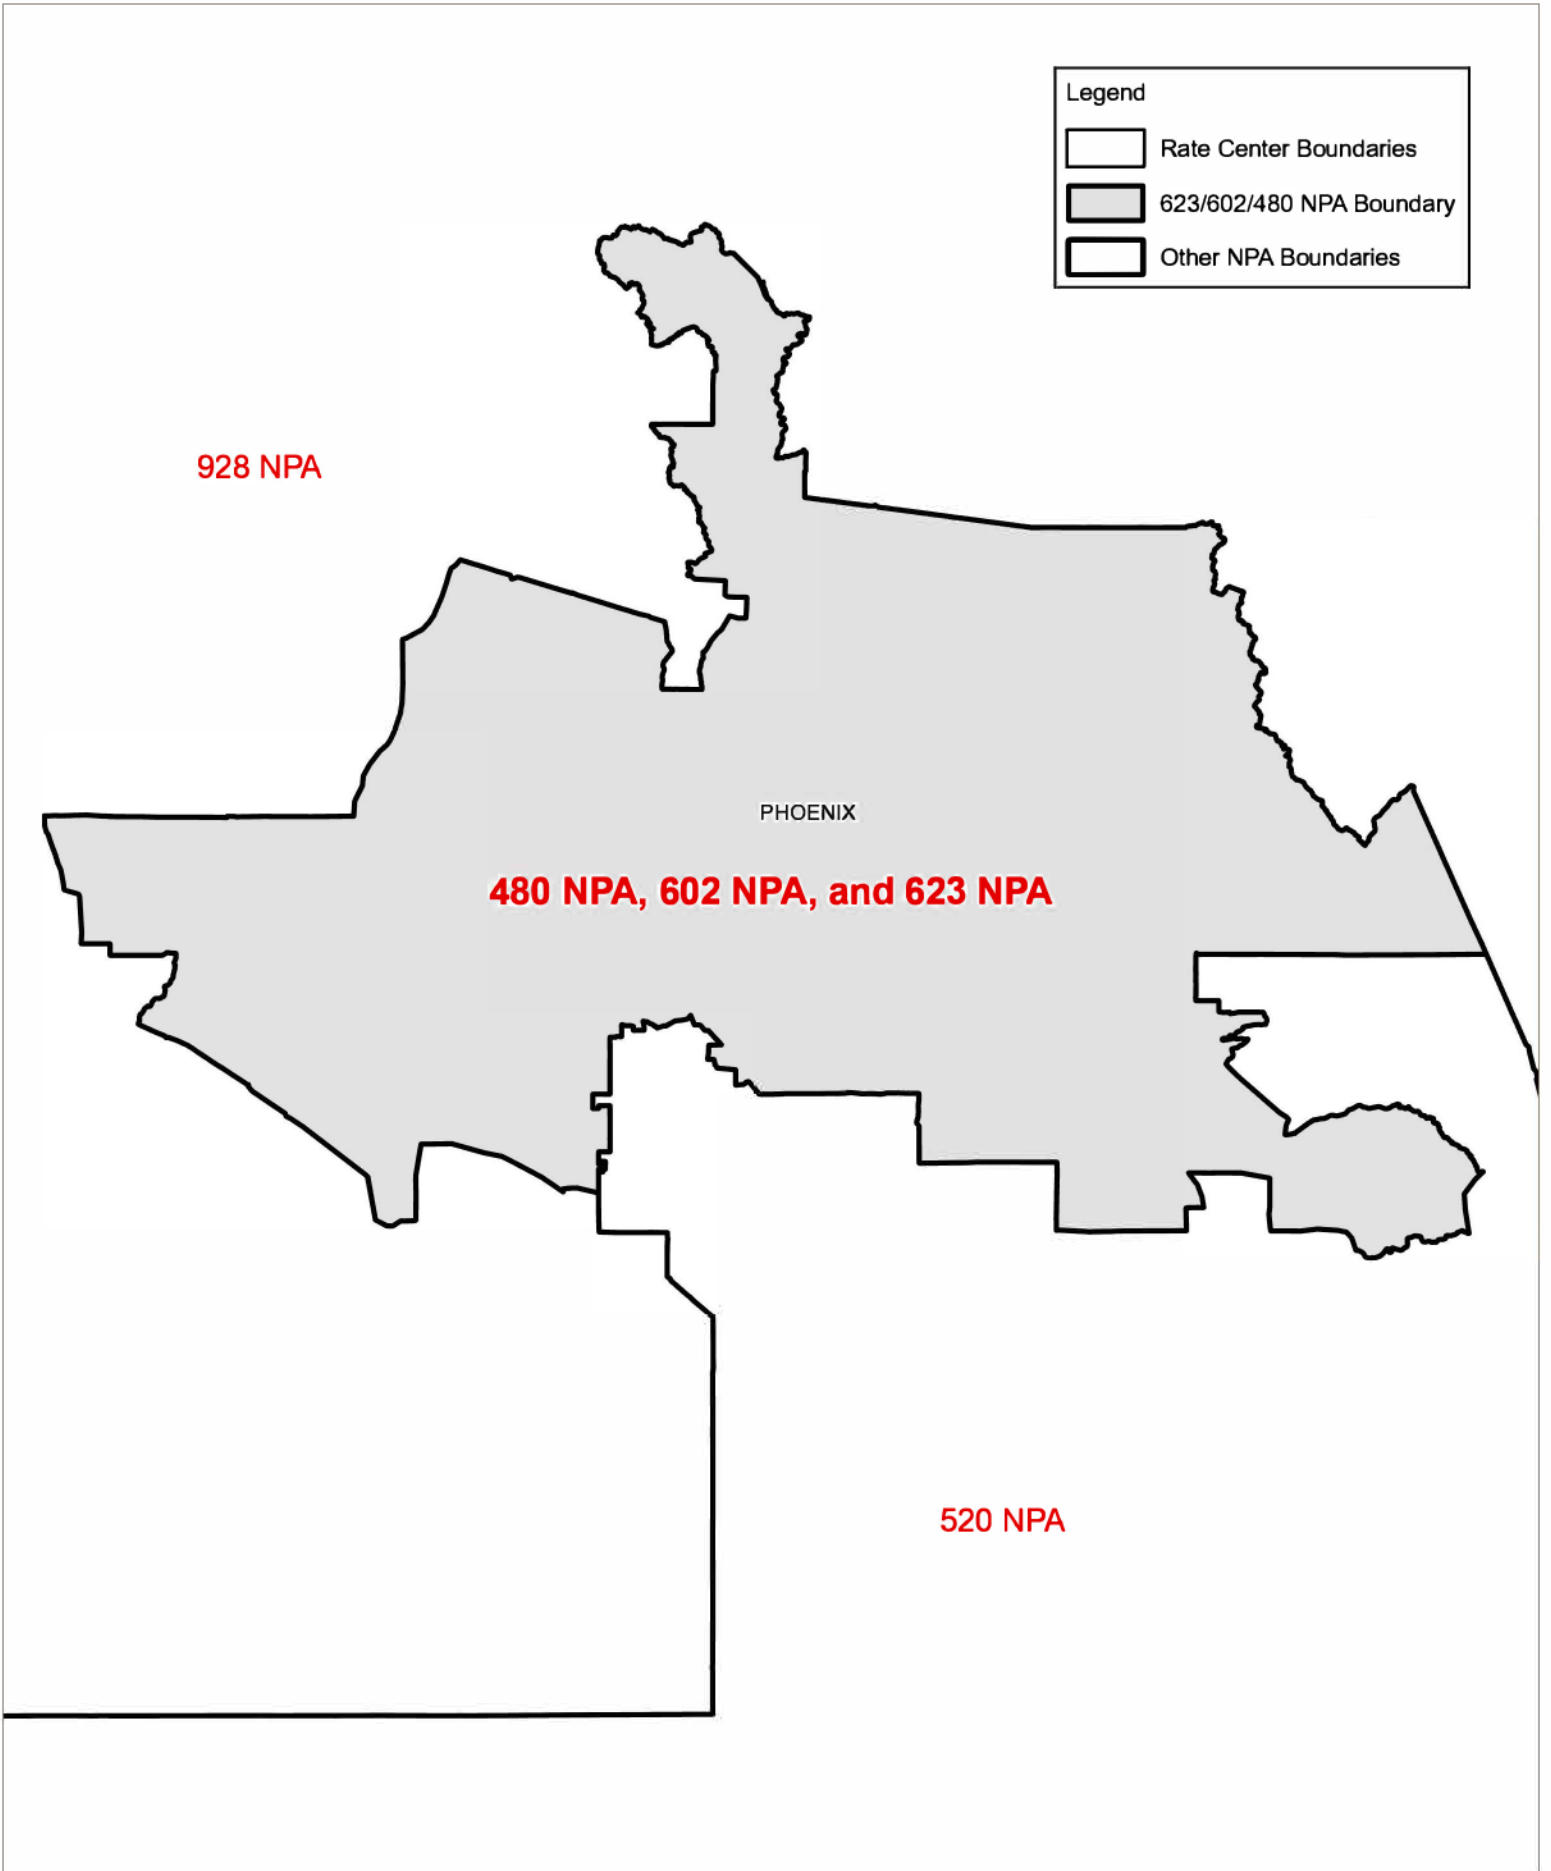 Legend
Rate Center Boundaries
623/602/480 NPA Boundary
Other NPA Boundaries
928 NPA
PHOENIX
480 NPA, 602 NPA, and 623 NPA
520 NPA